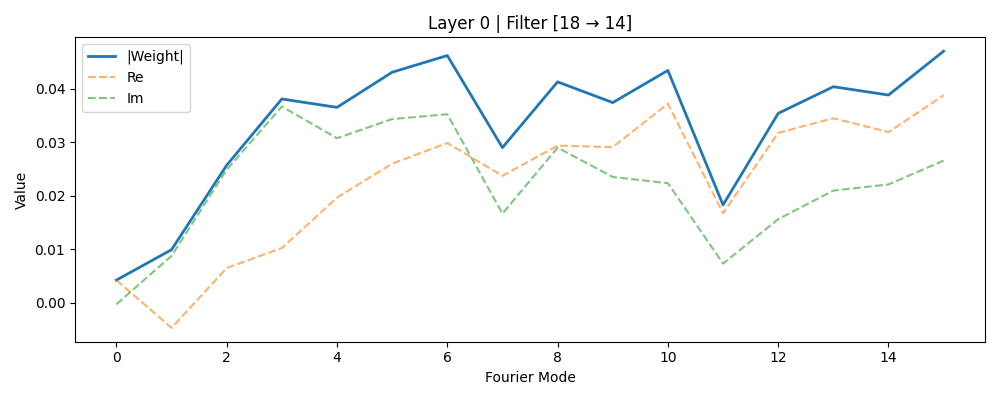 Layer 0 | Filter [18 → 14]
|Weight|
Re
Im
Value
0.04
0.03
0.02
0.01
0.00
0 2 4 6 8 10 12 14
Fourier Mode